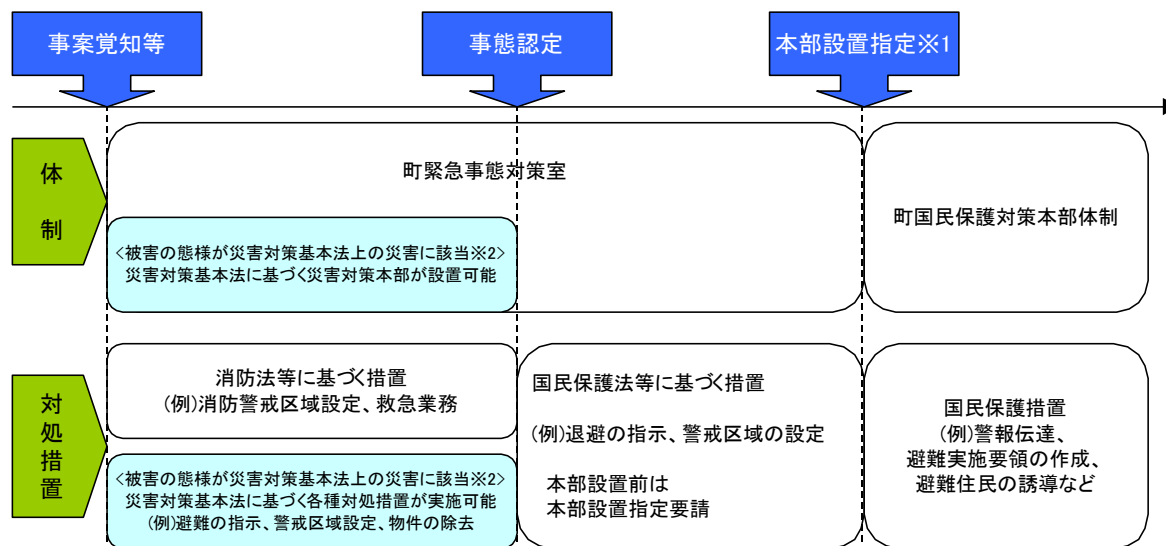 事案覚知等
事態認定
本部設置指定※1
体
制
町緊急事態対策室
<被害の態様が災害対策基本法上の災害に該当※2>
災害対策基本法に基づく災害対策本部が設置可能
町国民保護対策本部体制
対
処
措
置
消防法等に基づく措置
(例)消防警戒区域設定、救急業務
<被害の態様が災害対策基本法上の災害に該当※2>
災害対策基本法に基づく各種対処措置が実施可能
(例)避難の指示、警戒区域設定、物件の除去
国民保護法等に基づく措置
(例)退避の指示、警戒区域の設定
本部設置前は
本部設置指定要請
国民保護措置
(例)警報伝達、
避難実施要領の作成、
避難住民の誘導など